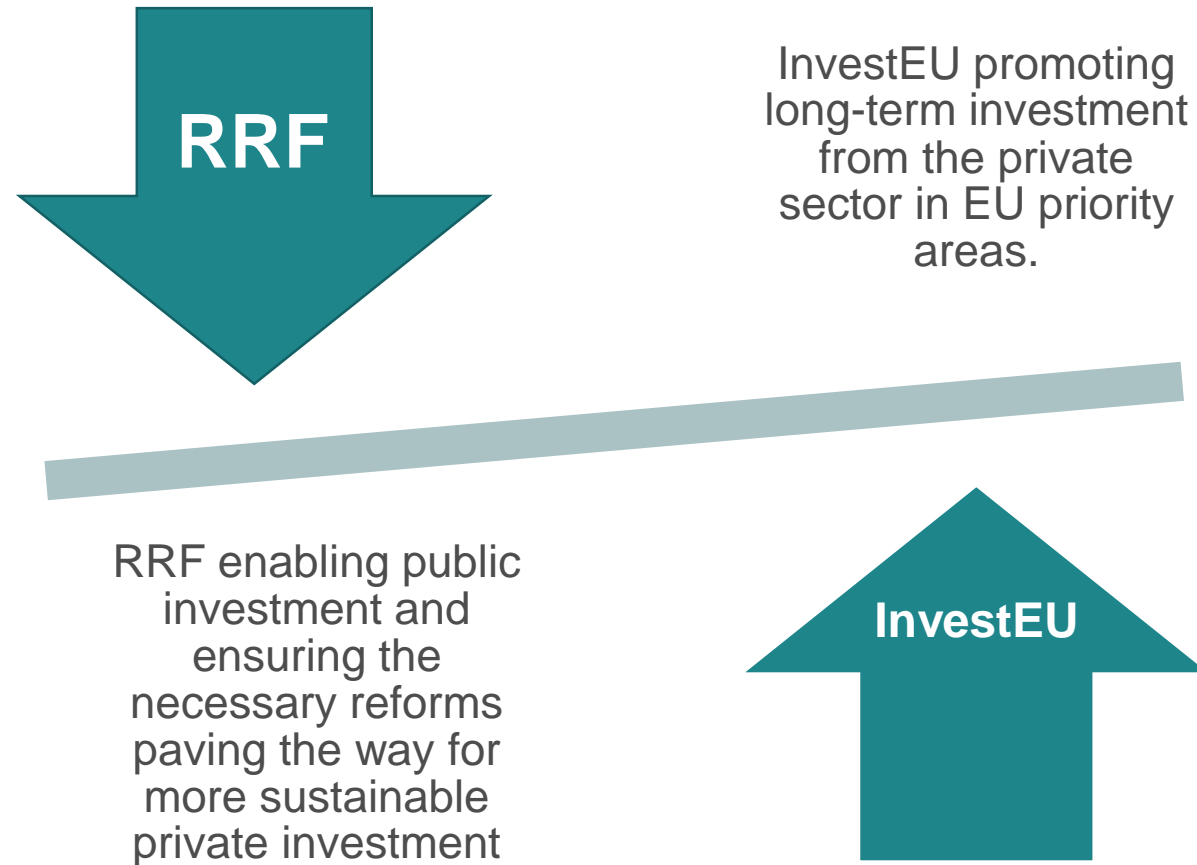 RRF
InvestEU promoting
long-term investment
from the private
sector in EU priority
areas.
RRF enabling public
investment and
ensuring the
necessary reforms
paving the way for
more sustainable
private investment
InvestEU